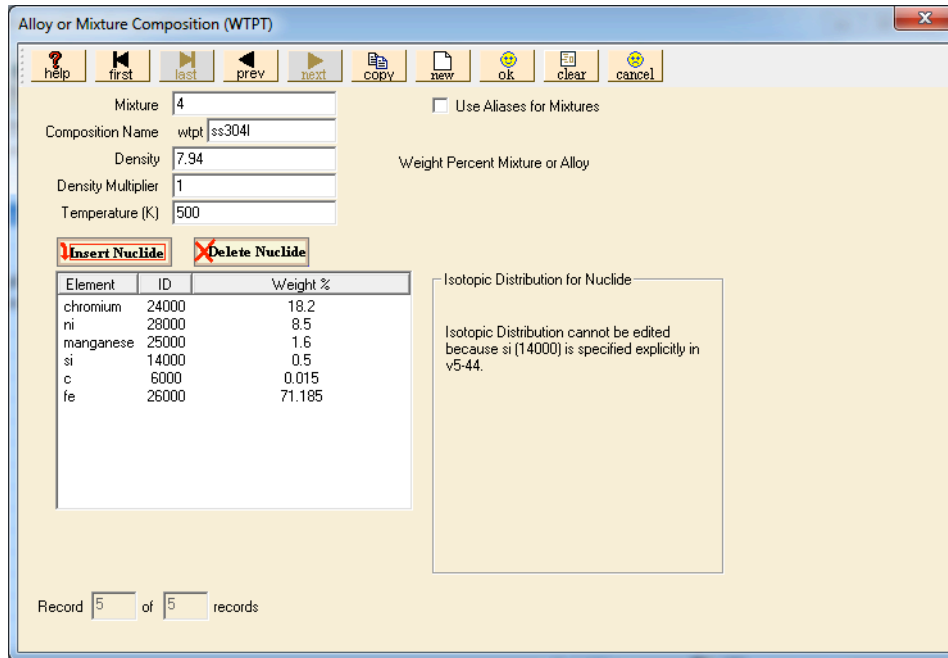 Alloy or Mixture Composition (WTPT)
help first last prev next copy new ok clear cancel
Mixture 4 Use Aliases for Mixtures
Composition Name wtpt ss304l
Density 7.94 Weight Percent Mixture or Alloy
Density Multiplier 1
Temperature (K) 500
Insert Nuclide Delete Nuclide
Element ID Weight %
chromium 24000 18.2
ni 28000 8.5
manganese 25000 1.6
si 14000 0.5
c 6000 0.015
fe 26000 71.185
Isotopic Distribution for Nuclide
Isotopic Distribution cannot be edited
because si (14000) is specified explicitly in
v5-44.
Record 5 of 5 records